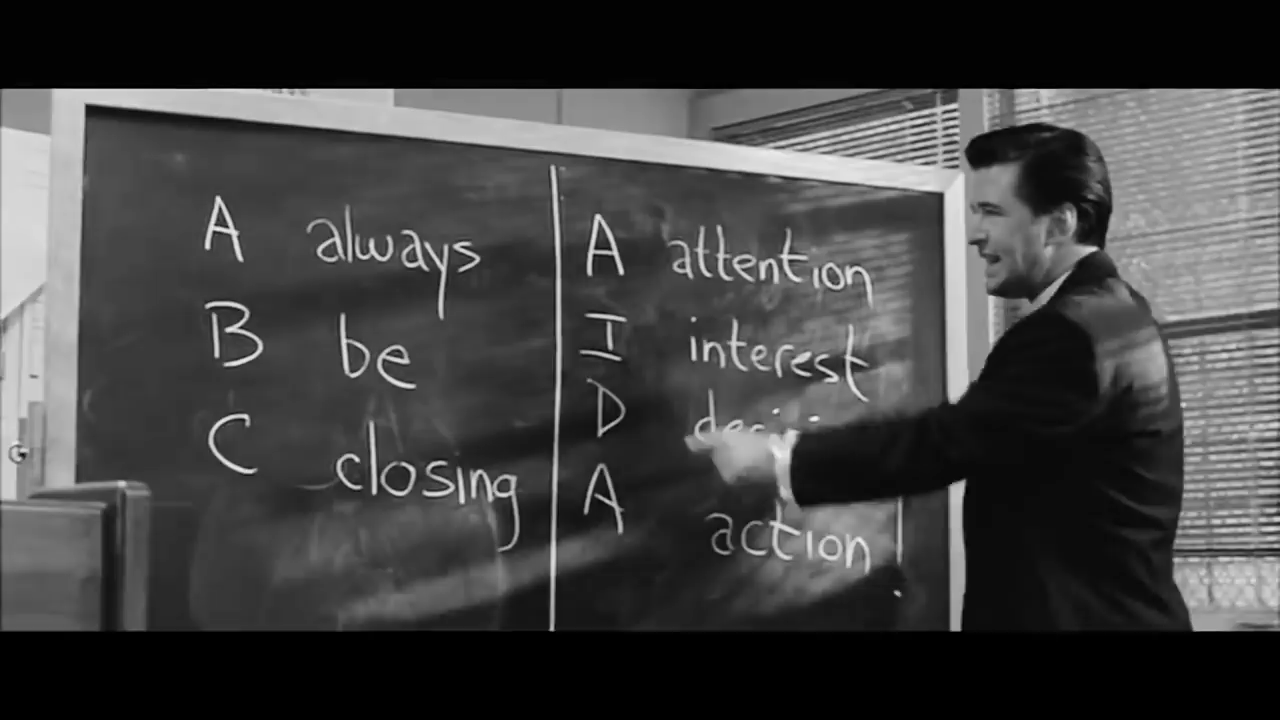 A always
B be
C closing
A attention
I interest
D
A action